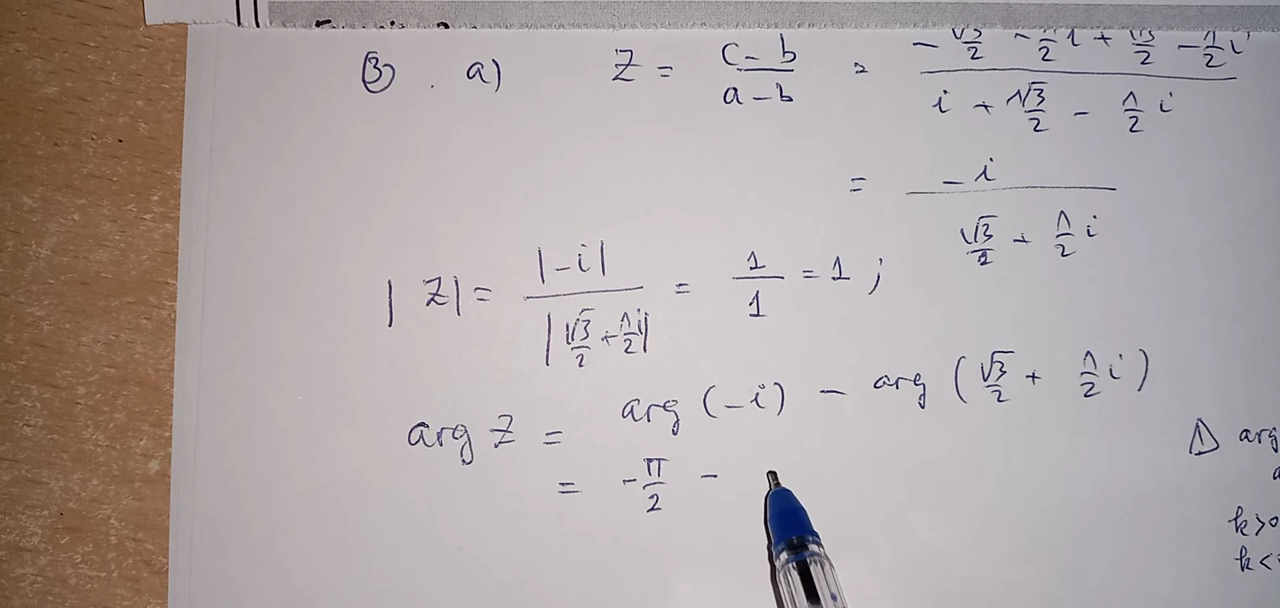 ③. a) Z = (c-b)/(a-b) = (-√3/2 - 1/2 i + √3/2 - 1/2 i)/(i + √3/2 - 1/2 i)
= -i/(√3/2 + 1/2 i)
|Z| = |-i|/|√3/2 + 1/2 i| = 1/1 = 1 ;
arg Z = arg (-i) - arg (√3/2 + 1/2 i)
= -π/2 -
① arg
k>0
k<